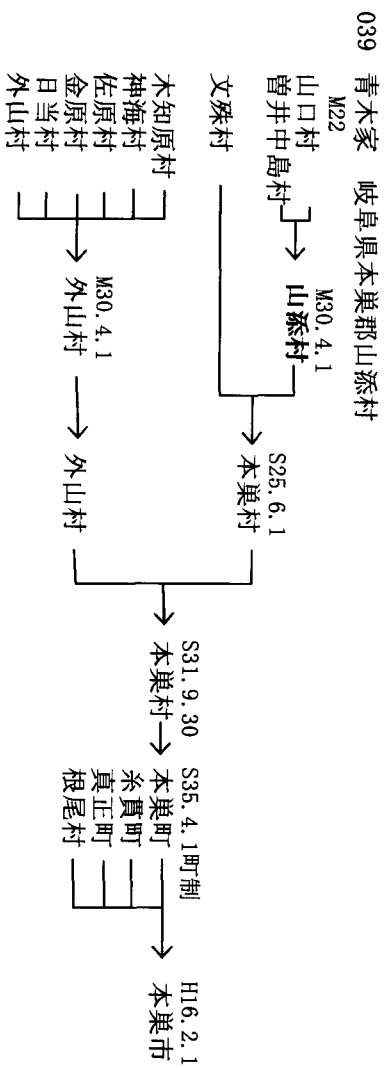 039　青木家　岐阜県本巣郡山添村
M22
山口村
曽井中島村
M30.4.1
山添村
文殊村
S25.6.1
本巣村
木知原村
神海村
佐原村
金原村
日当村
外山村
M30.4.1
外山村
外山村
S31.9.30
本巣村
S35.4.1町制
本巣町
糸貫町
真正町
根尾村
H16.2.1
本巣市